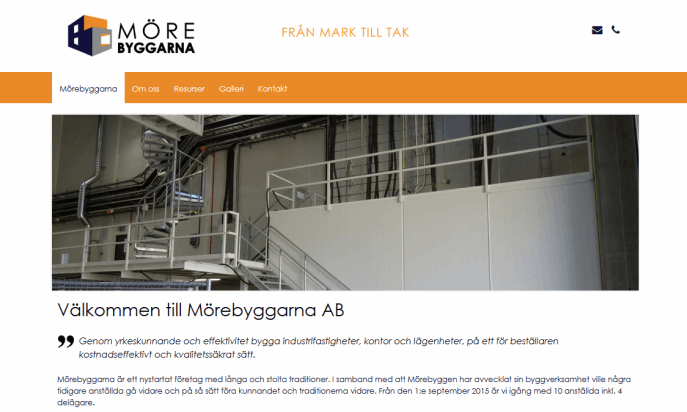 MÖRE
BYGGARNA
FRÅN MARK TILL TAK
Mörebyggarna Om oss Resurser Galleri Kontakt
Välkommen till Mörebyggarna AB
Genom yrkeskunnande och effektivitet bygga industrifastigheter, kontor och lägenheter, på ett för beställaren
kostnadseffektivt och kvalitetssäkrat sätt.
Mörebyggarna är ett nystartat företag med långa och stolta traditioner. I samband med att Mörebyggen har avvecklat sin byggverksamhet ville några
tidigare anställda gå vidare och på så sätt föra kunnandet och traditionerna vidare. Från den 1:e september 2015 är vi igång med 10 anställda inkl. 4
delägare.